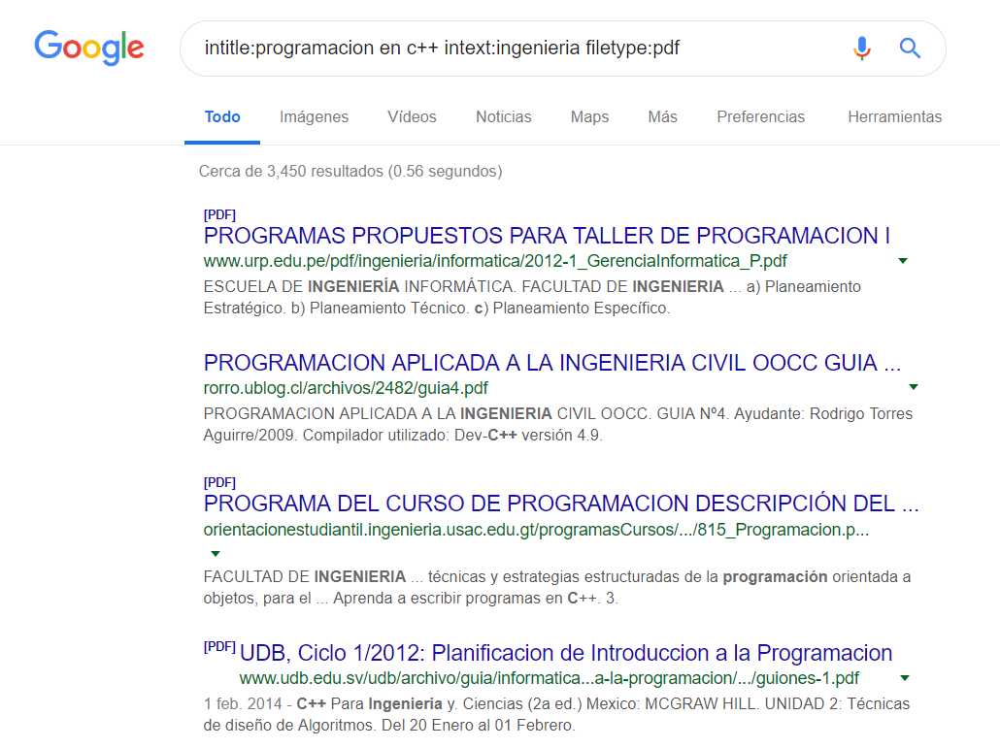 Google
intitle:programacion en c++ intext:ingenieria filetype:pdf
Todo Imágenes Vídeos Noticias Maps Más Preferencias Herramientas
Cerca de 3,450 resultados (0.56 segundos)
[PDF]
PROGRAMAS PROPUESTOS PARA TALLER DE PROGRAMACION I
www.urp.edu.pe/pdf/ingenieria/informatica/2012-1_GerenciaInformatica_P.pdf
ESCUELA DE INGENIERÍA INFORMÁTICA. FACULTAD DE INGENIERIA ... a) Planeamiento
Estratégico. b) Planeamiento Técnico. c) Planeamiento Específico.
PROGRAMACION APLICADA A LA INGENIERIA CIVIL OOCC GUIA ...
rorro.ublog.cl/archivos/2482/guia4.pdf
PROGRAMACION APLICADA A LA INGENIERIA CIVIL OOCC. GUIA Nº4. Ayudante: Rodrigo Torres
Aguirre/2009. Compilador utilizado: Dev-C++ versión 4.9.
[PDF]
PROGRAMA DEL CURSO DE PROGRAMACION DESCRIPCIÓN DEL ...
orientacionestudiantil.ingenieria.usac.edu.gt/programasCursos/.../815_Programacion.p...
FACULTAD DE INGENIERIA ... técnicas y estrategias estructuradas de la programación orientada a
objetos, para el ... Aprenda a escribir programas en C++. 3.
[PDF] UDB, Ciclo 1/2012: Planificacion de Introduccion a la Programacion
www.udb.edu.sv/udb/archivo/guia/informatica...a-la-programacion/.../guiones-1.pdf
1 feb. 2014 - C++ Para Ingenieria y. Ciencias (2a ed.) Mexico: MCGRAW HILL. UNIDAD 2: Técnicas
de diseño de Algoritmos. Del 20 Enero al 01 Febrero.